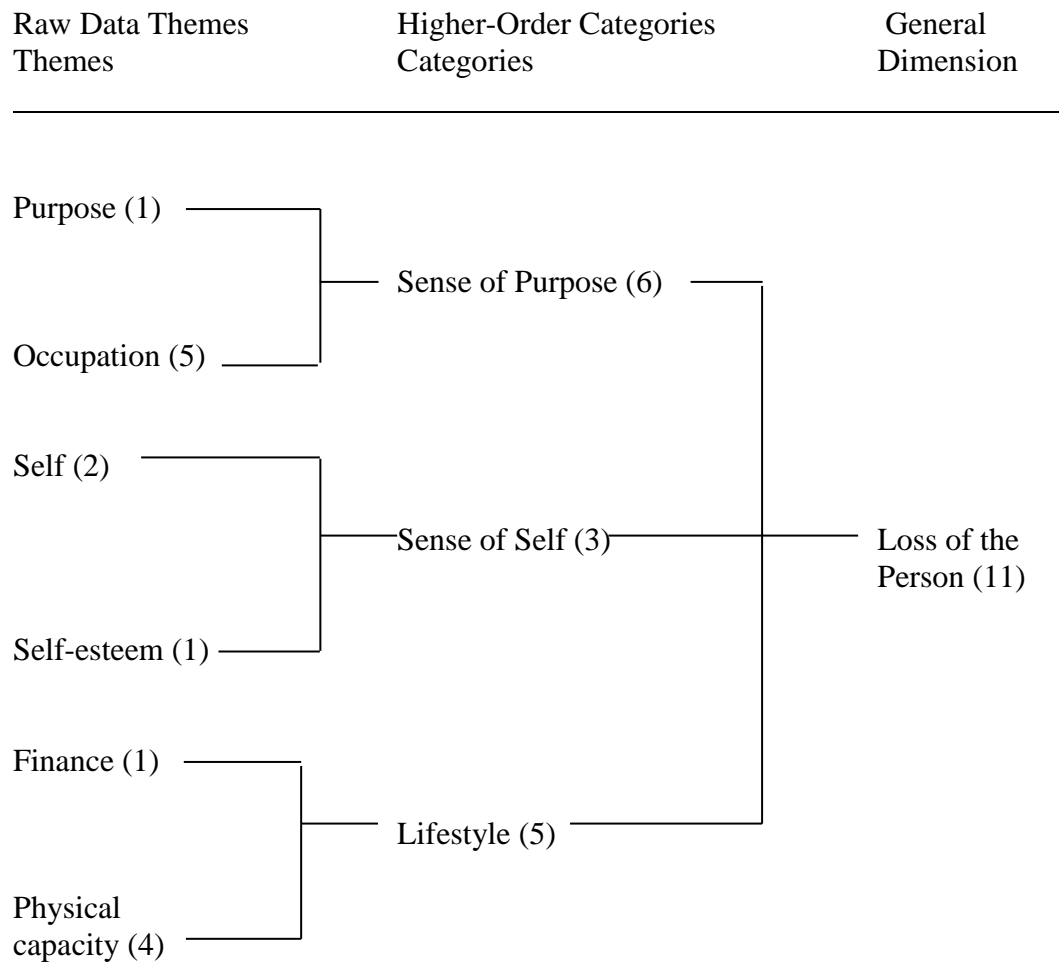 Raw Data Themes Higher-Order Categories General
Themes Categories Dimension
Purpose (1)
Sense of Purpose (6)
Occupation (5)
Self (2)
Sense of Self (3) Loss of the
Person (11)
Self-esteem (1)
Finance (1)
Lifestyle (5)
Physical
capacity (4)